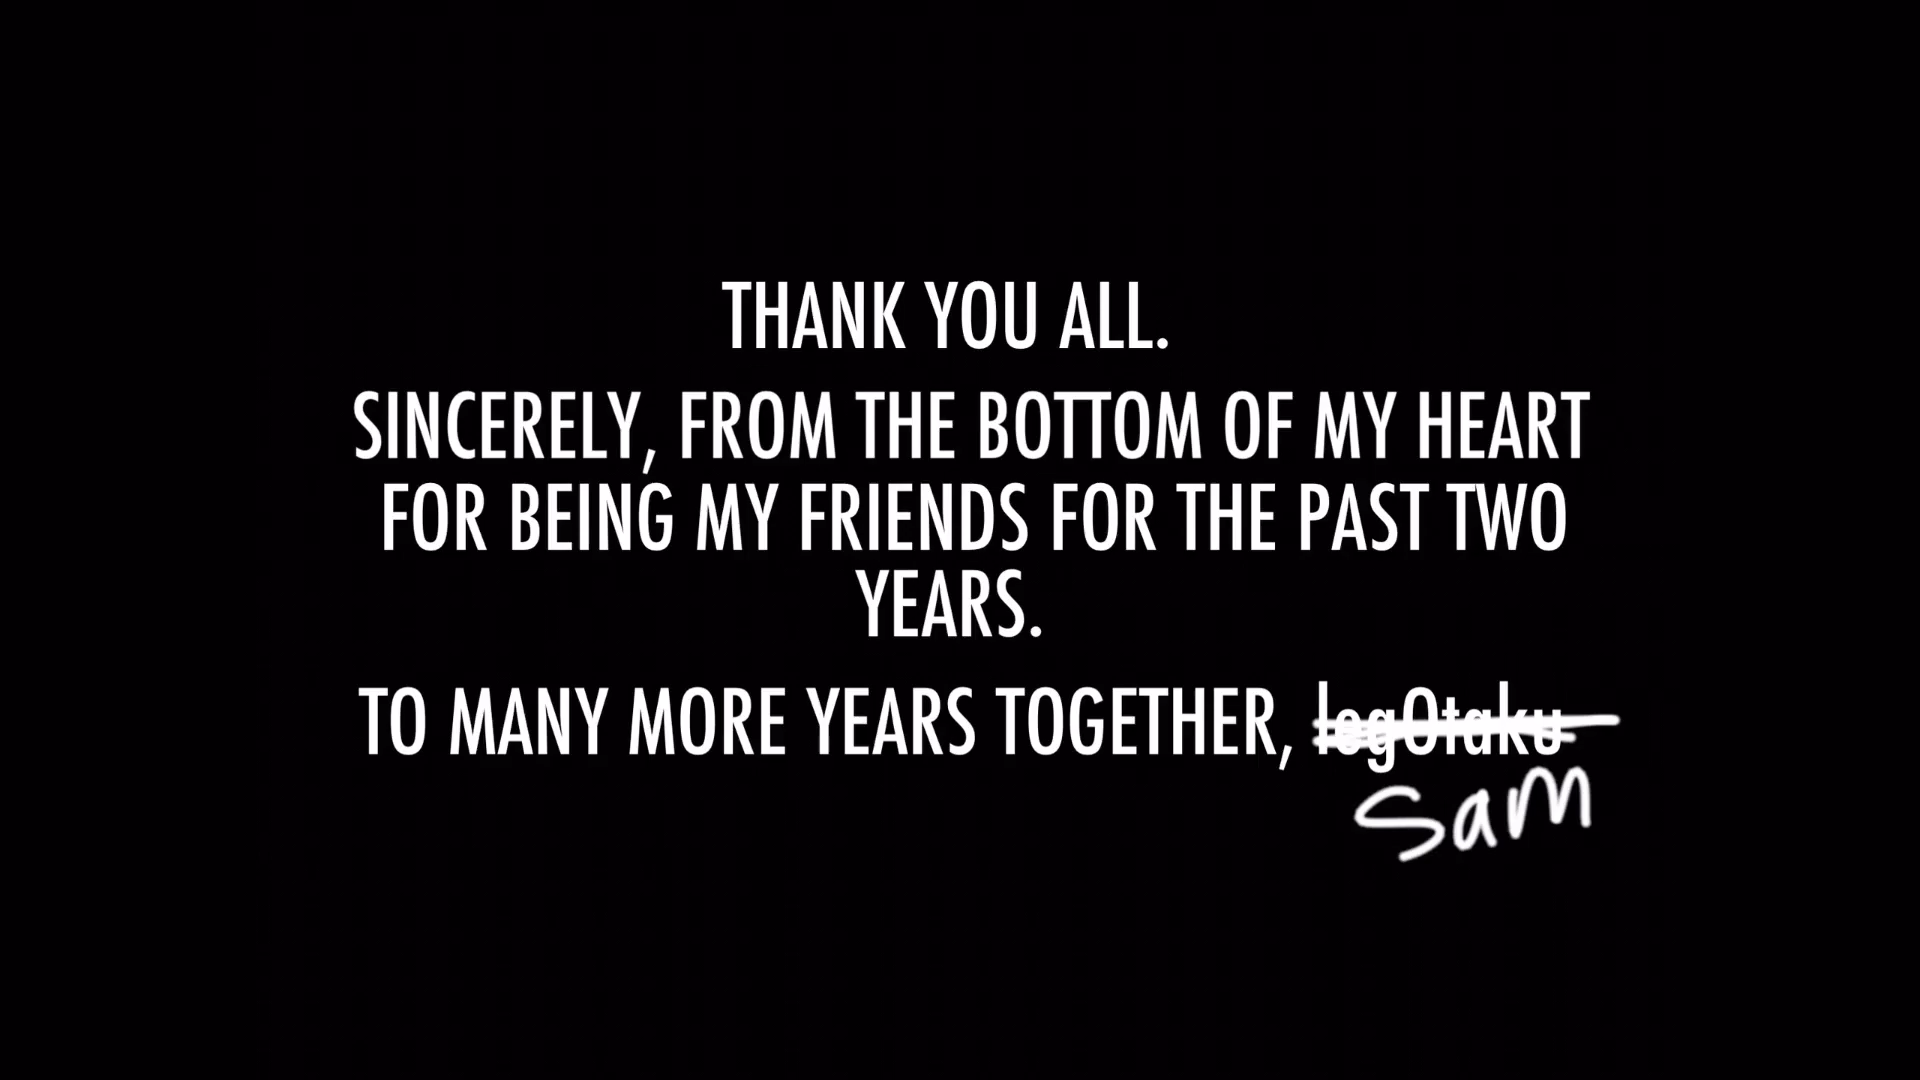 THANK YOU ALL.
SINCERELY, FROM THE BOTTOM OF MY HEART
FOR BEING MY FRIENDS FOR THE PAST TWO
YEARS.
TO MANY MORE YEARS TOGETHER, legOtaku
Sam